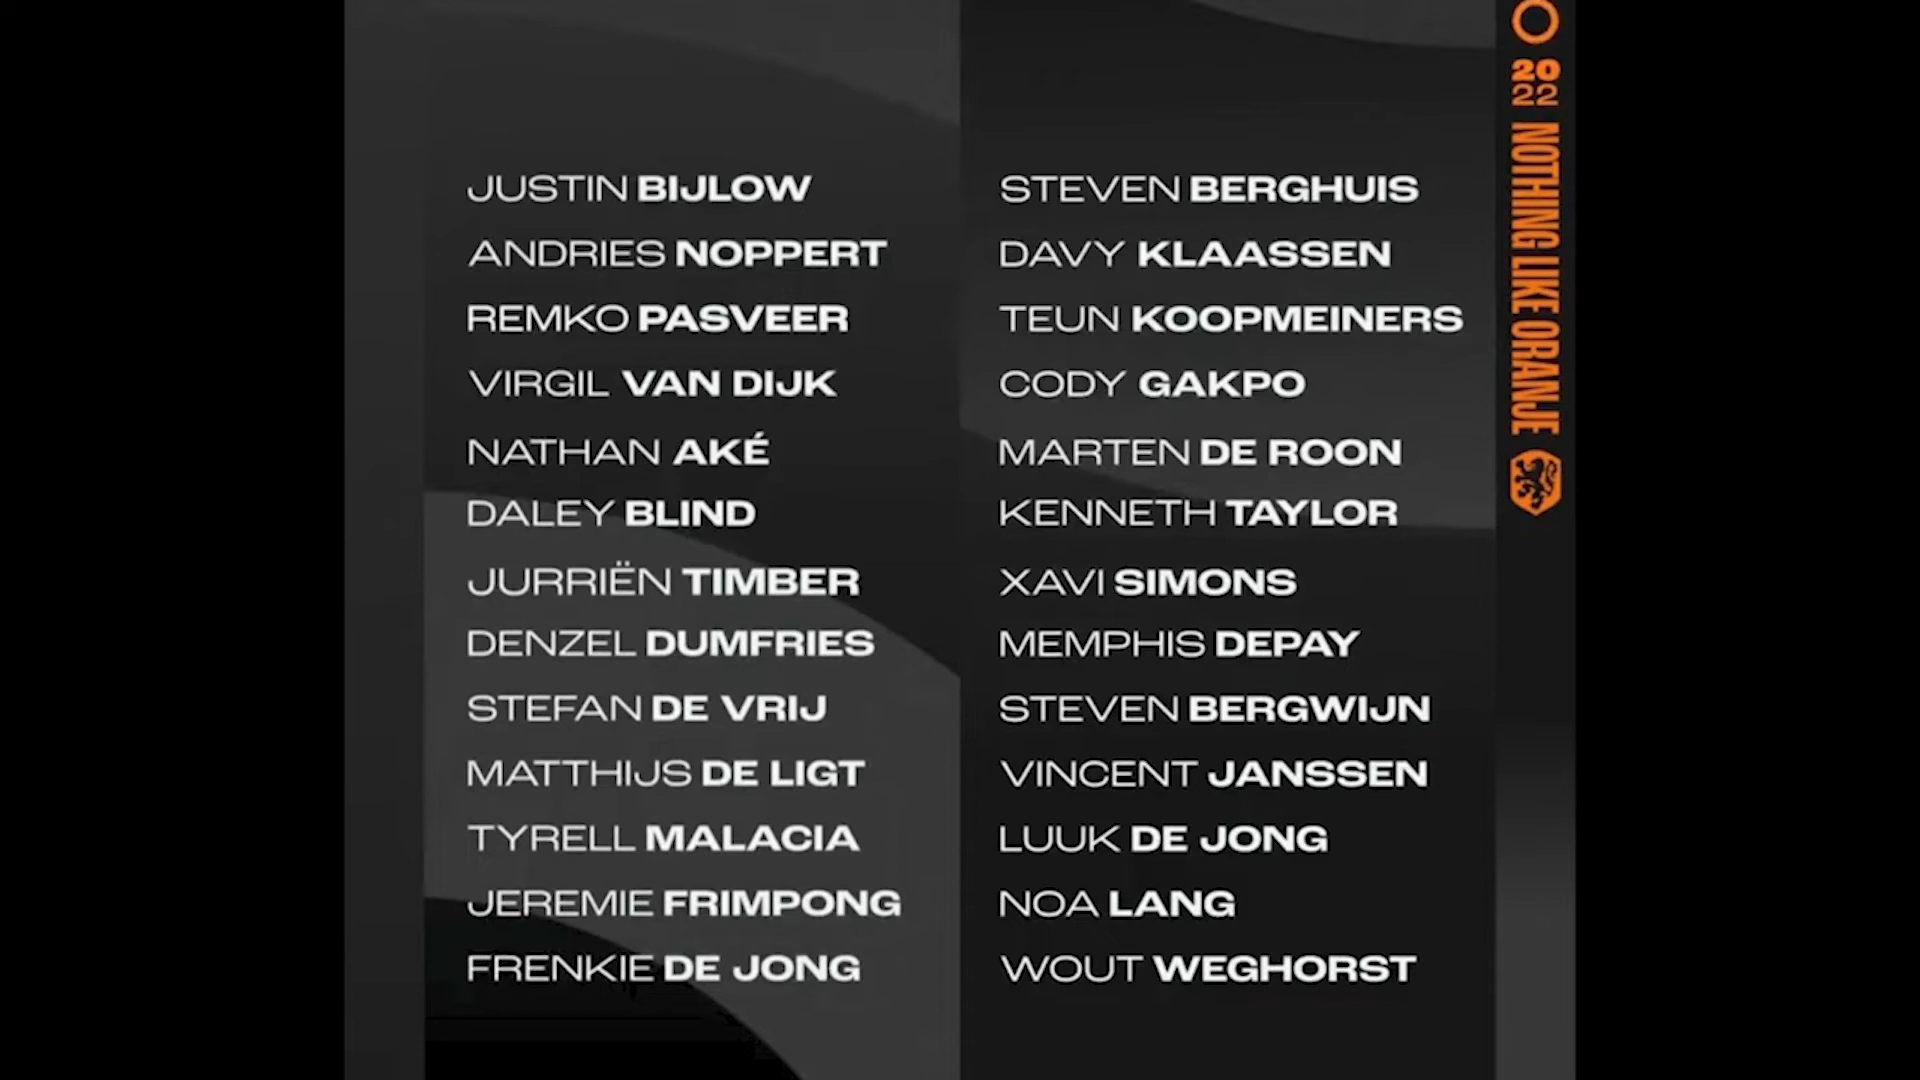 JUSTIN BIJLOW
ANDRIES NOPPERT
REMKO PASVEER
VIRGIL VAN DIJK
NATHAN AKÉ
DALEY BLIND
JURRIËN TIMBER
DENZEL DUMFRIES
STEFAN DE VRIJ
MATTHIJS DE LIGT
TYRELL MALACIA
JEREMIE FRIMPONG
FRENKIE DE JONG
STEVEN BERGHUIS
DAVY KLAASSEN
TEUN KOOPMEINERS
CODY GAKPO
MARTEN DE ROON
KENNETH TAYLOR
XAVI SIMONS
MEMPHIS DEPAY
STEVEN BERGWIJN
VINCENT JANSSEN
LUUK DE JONG
NOA LANG
WOUT WEGHORST
20
22
NOTHING LIKE ORANJE